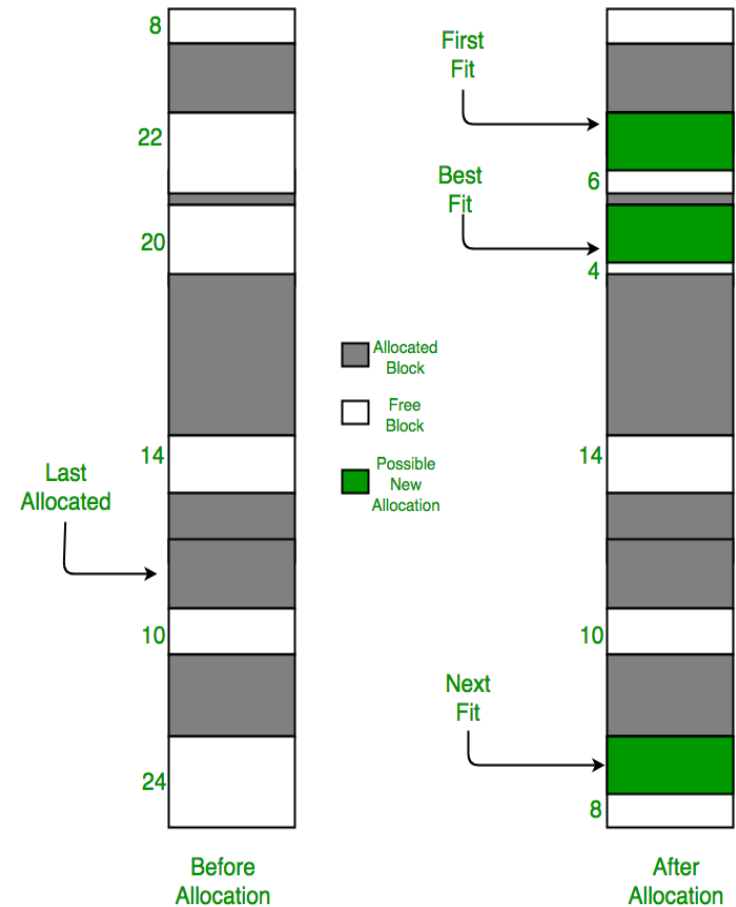 8
22
20
14
Last
Allocated
10
24
Before
Allocation
Allocated
Block
Free
Block
Possible
New
Allocation
First
Fit
Best
Fit
6
4
14
10
Next
Fit
8
After
Allocation